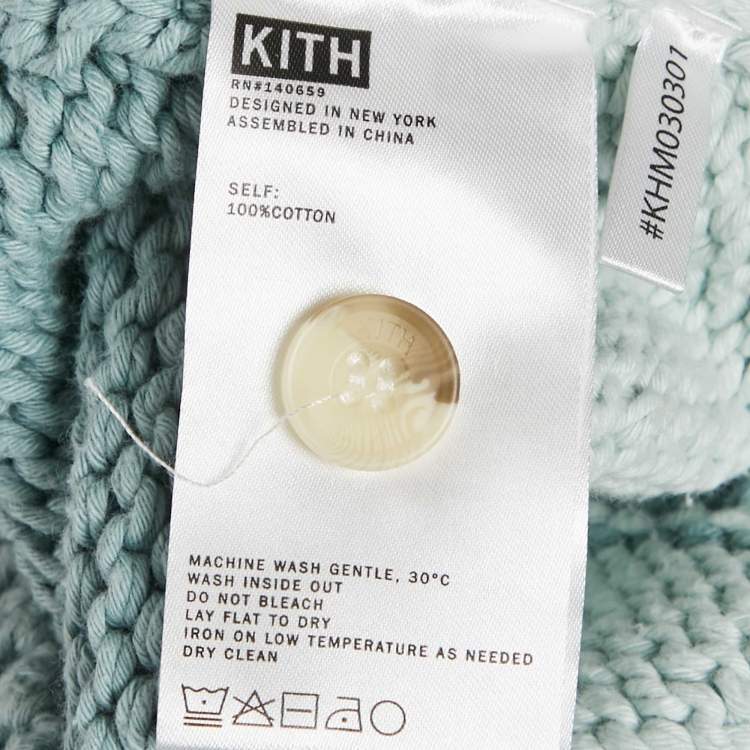 KITH
RN#140659
DESIGNED IN NEW YORK
ASSEMBLED IN CHINA
SELF:
100%COTTON
#KHM030301
KITH
MACHINE WASH GENTLE, 30°C
WASH INSIDE OUT
DO NOT BLEACH
LAY FLAT TO DRY
IRON ON LOW TEMPERATURE AS NEEDED
DRY CLEAN